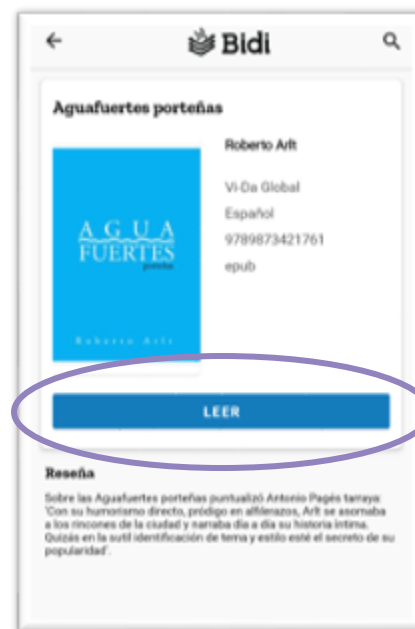 Bidi
Aguafuertes porteñas
Roberto Arlt
Vi-Da Global
Español
9789873421761
epub
AGUA
FUERTES
porteñas
Roberto Arlt
LEER
Reseña
Sobre las Aguafuertes porteñas puntualizó Antonio Pagés tarraya:
'Con su humorismo directo, pródigo en alfilerazos, Arlt se asomaba
a los rincones de la ciudad y narraba día a día su historia íntima.
Quizás en la sutil identificación de tema y estilo esté el secreto de su
popularidad'.